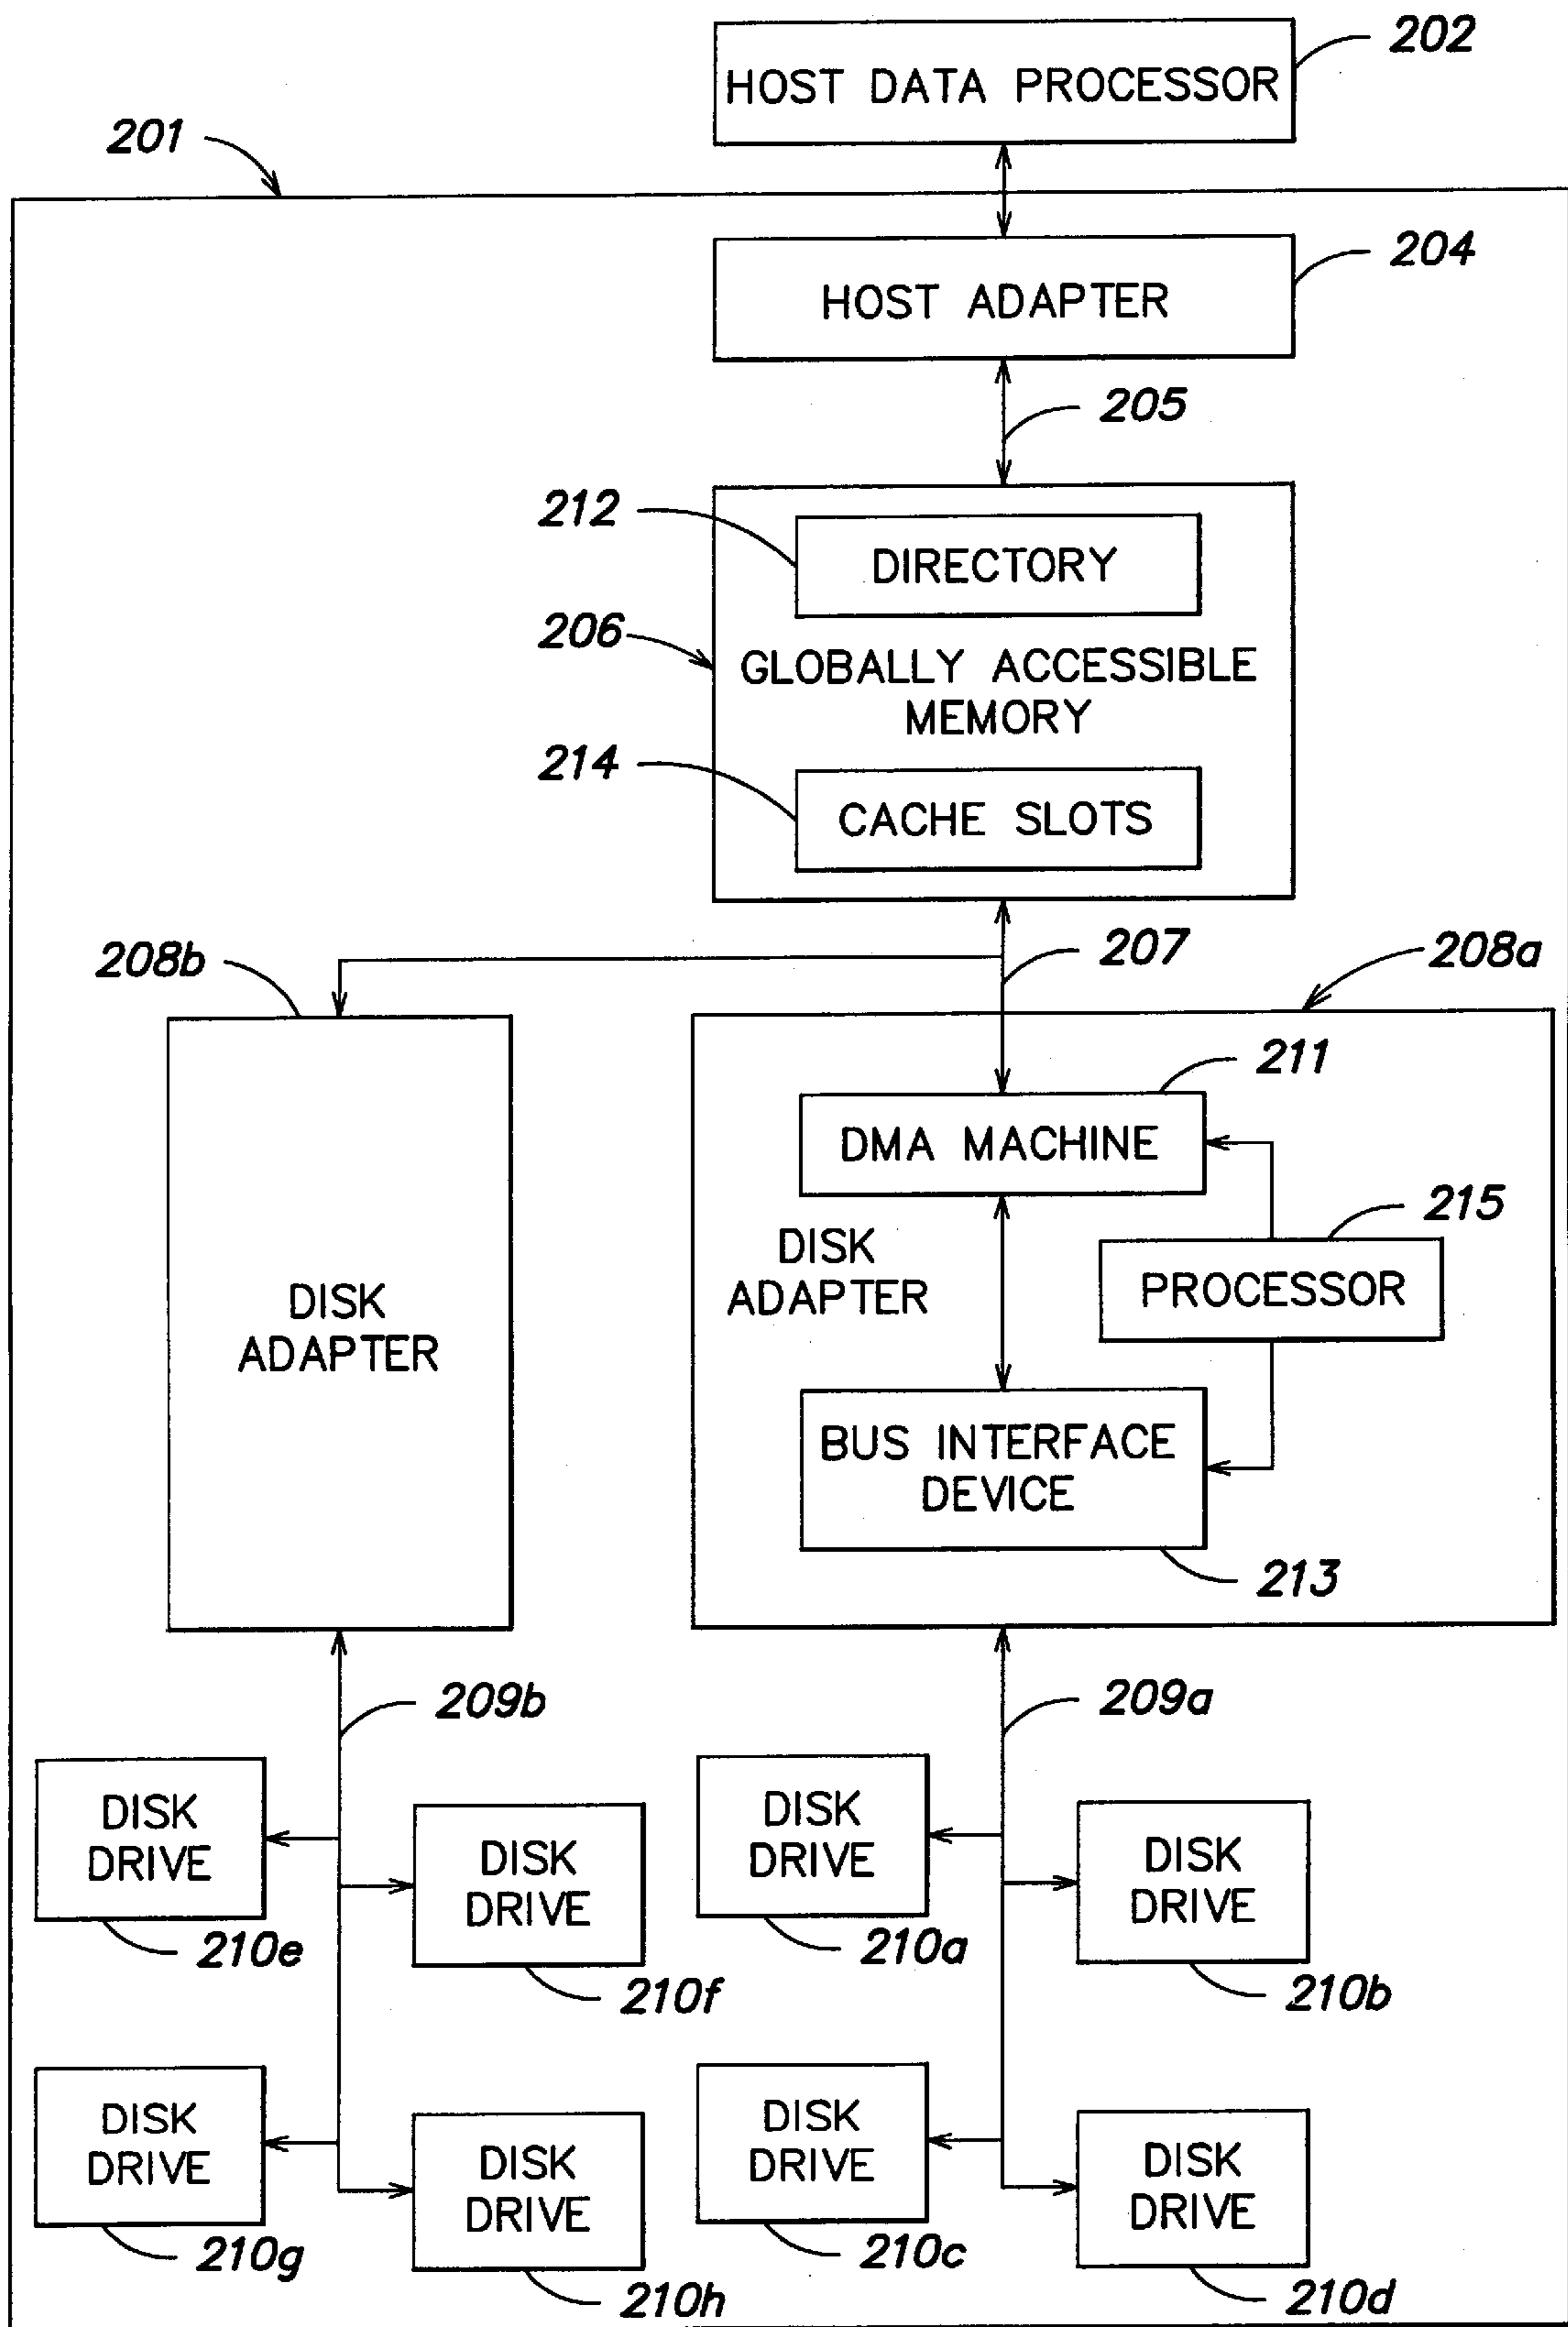 202
HOST DATA PROCESSOR
201
204
HOST ADAPTER
205
212
DIRECTORY
206
GLOBALLY ACCESSIBLE
MEMORY
214
CACHE SLOTS
208b
207
208a
211
DMA MACHINE
215
DISK
ADAPTER
PROCESSOR
DISK
ADAPTER
BUS INTERFACE
DEVICE
213
209b
209a
DISK
DRIVE
210e
DISK
DRIVE
210f
DISK
DRIVE
210a
DISK
DRIVE
210b
DISK
DRIVE
210g
DISK
DRIVE
210h
DISK
DRIVE
210c
DISK
DRIVE
210d